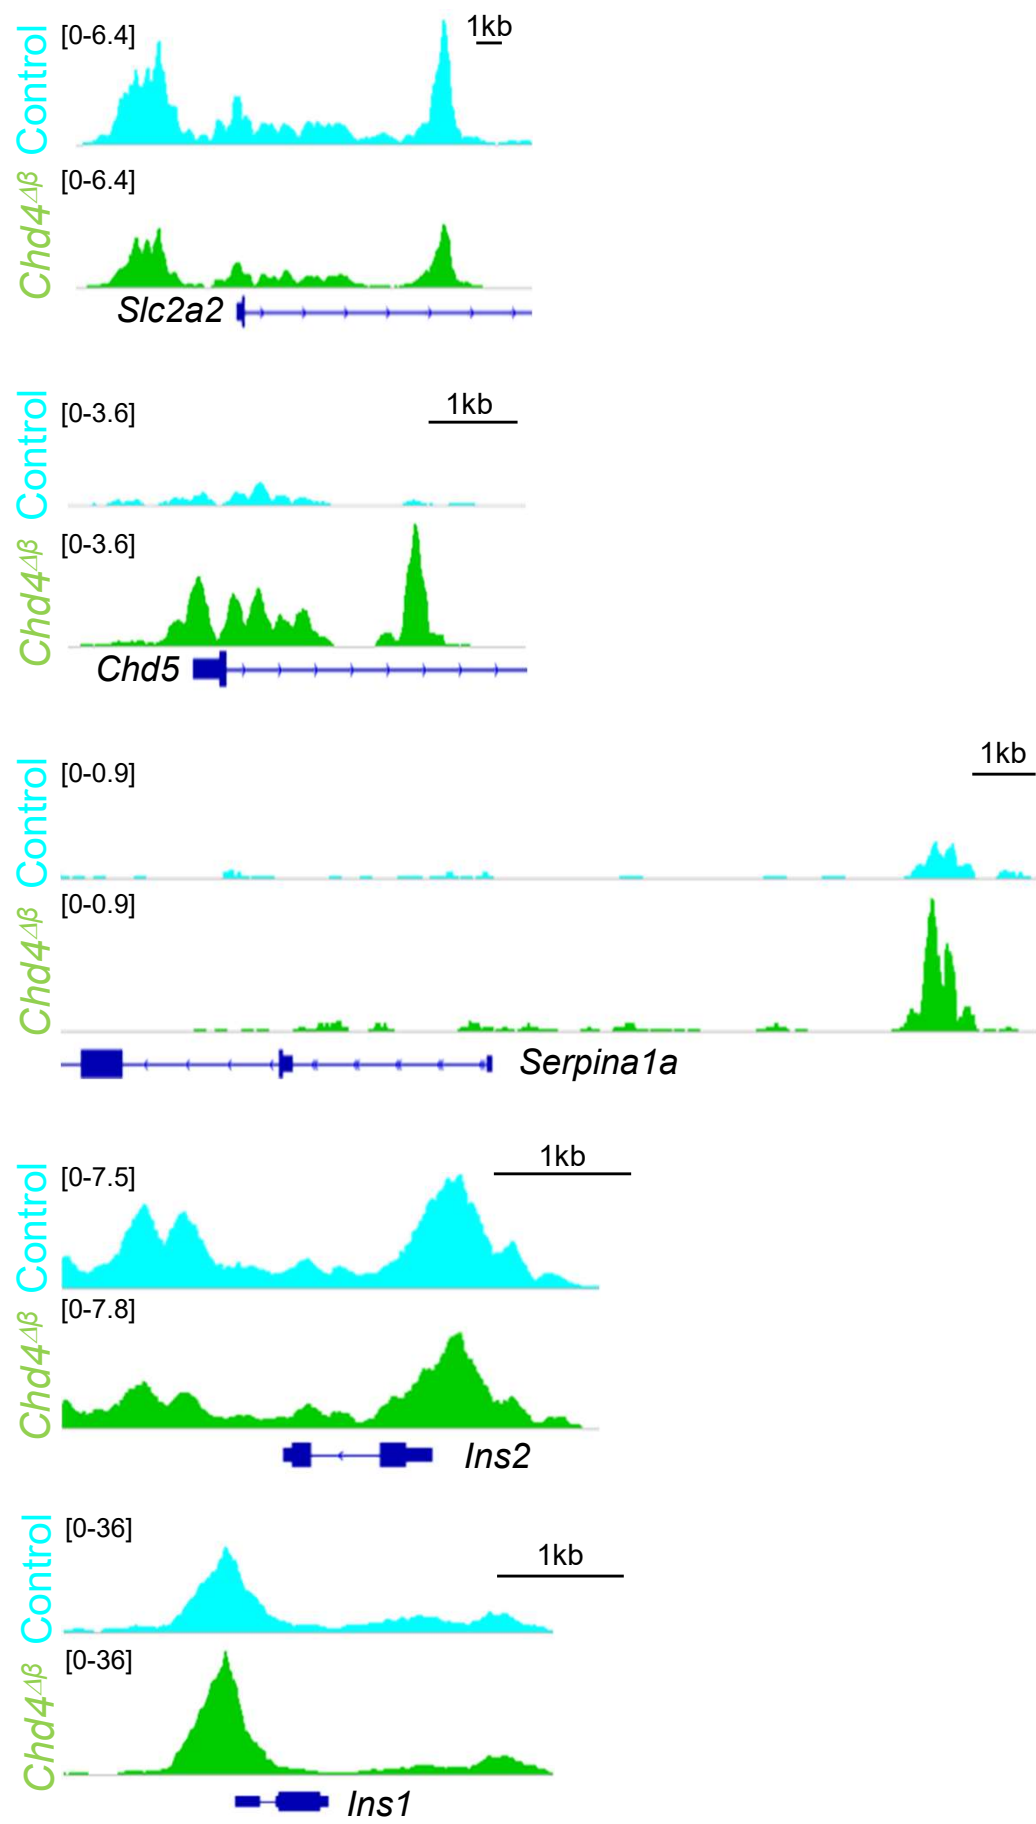 Control [0-6.4] 1kb
Chd4Δβ [0-6.4]
Slc2a2
Control [0-3.6] 1kb
Chd4Δβ [0-3.6]
Chd5
Control [0-0.9] 1kb
Chd4Δβ [0-0.9]
Serpina1a
Control [0-7.5] 1kb
Chd4Δβ [0-7.8]
Ins2
Control [0-36] 1kb
Chd4Δβ [0-36]
Ins1